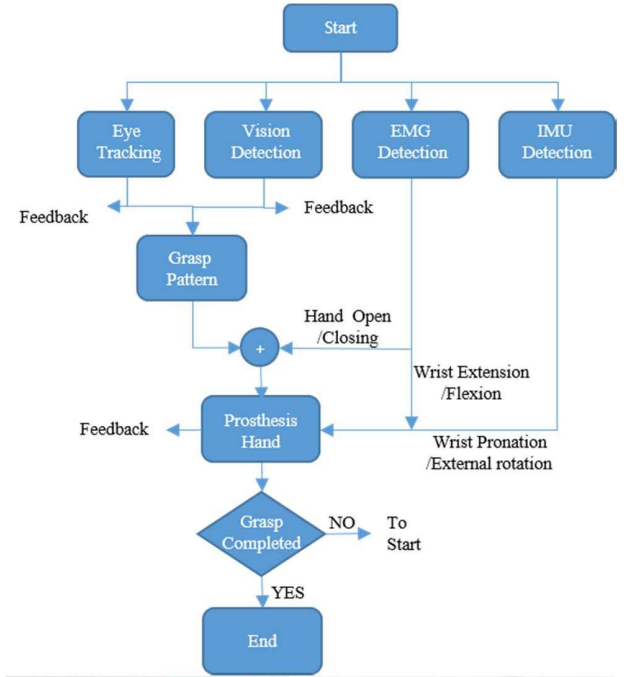 Start
Eye
Tracking
Vision
Detection
EMG
Detection
IMU
Detection
Feedback
Feedback
Grasp
Pattern
Hand Open
/Closing
+
Wrist Extension
/Flexion
Feedback
Prosthesis
Hand
Wrist Pronation
/External rotation
Grasp
Completed
NO
To
Start
YES
End